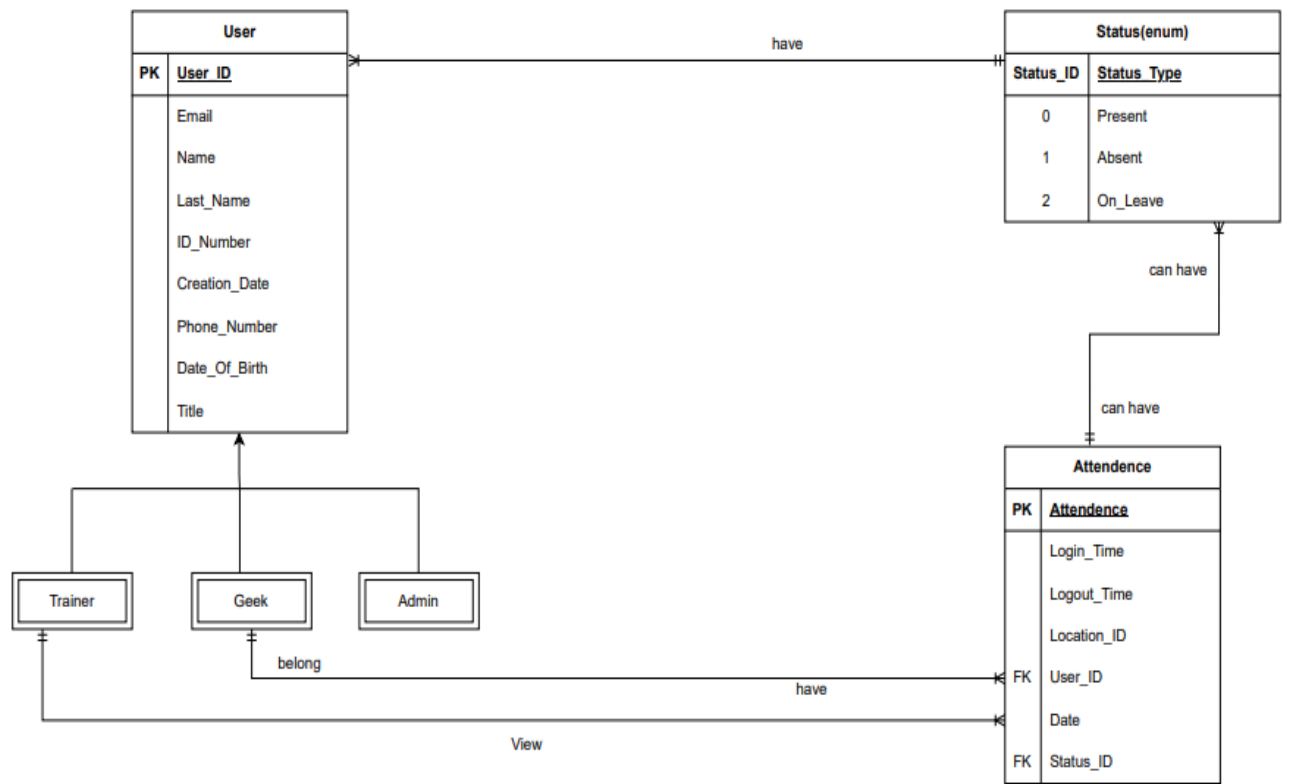 User
PK User_ID
Email
Name
Last_Name
ID_Number
Creation_Date
Phone_Number
Date_Of_Birth
Title
have
Status(enum)
Status_ID Status_Type
0 Present
1 Absent
2 On_Leave
can have
can have
Trainer
Geek
Admin
belong
have
View
Attendence
PK Attendence
Login_Time
Logout_Time
Location_ID
FK User_ID
Date
FK Status_ID